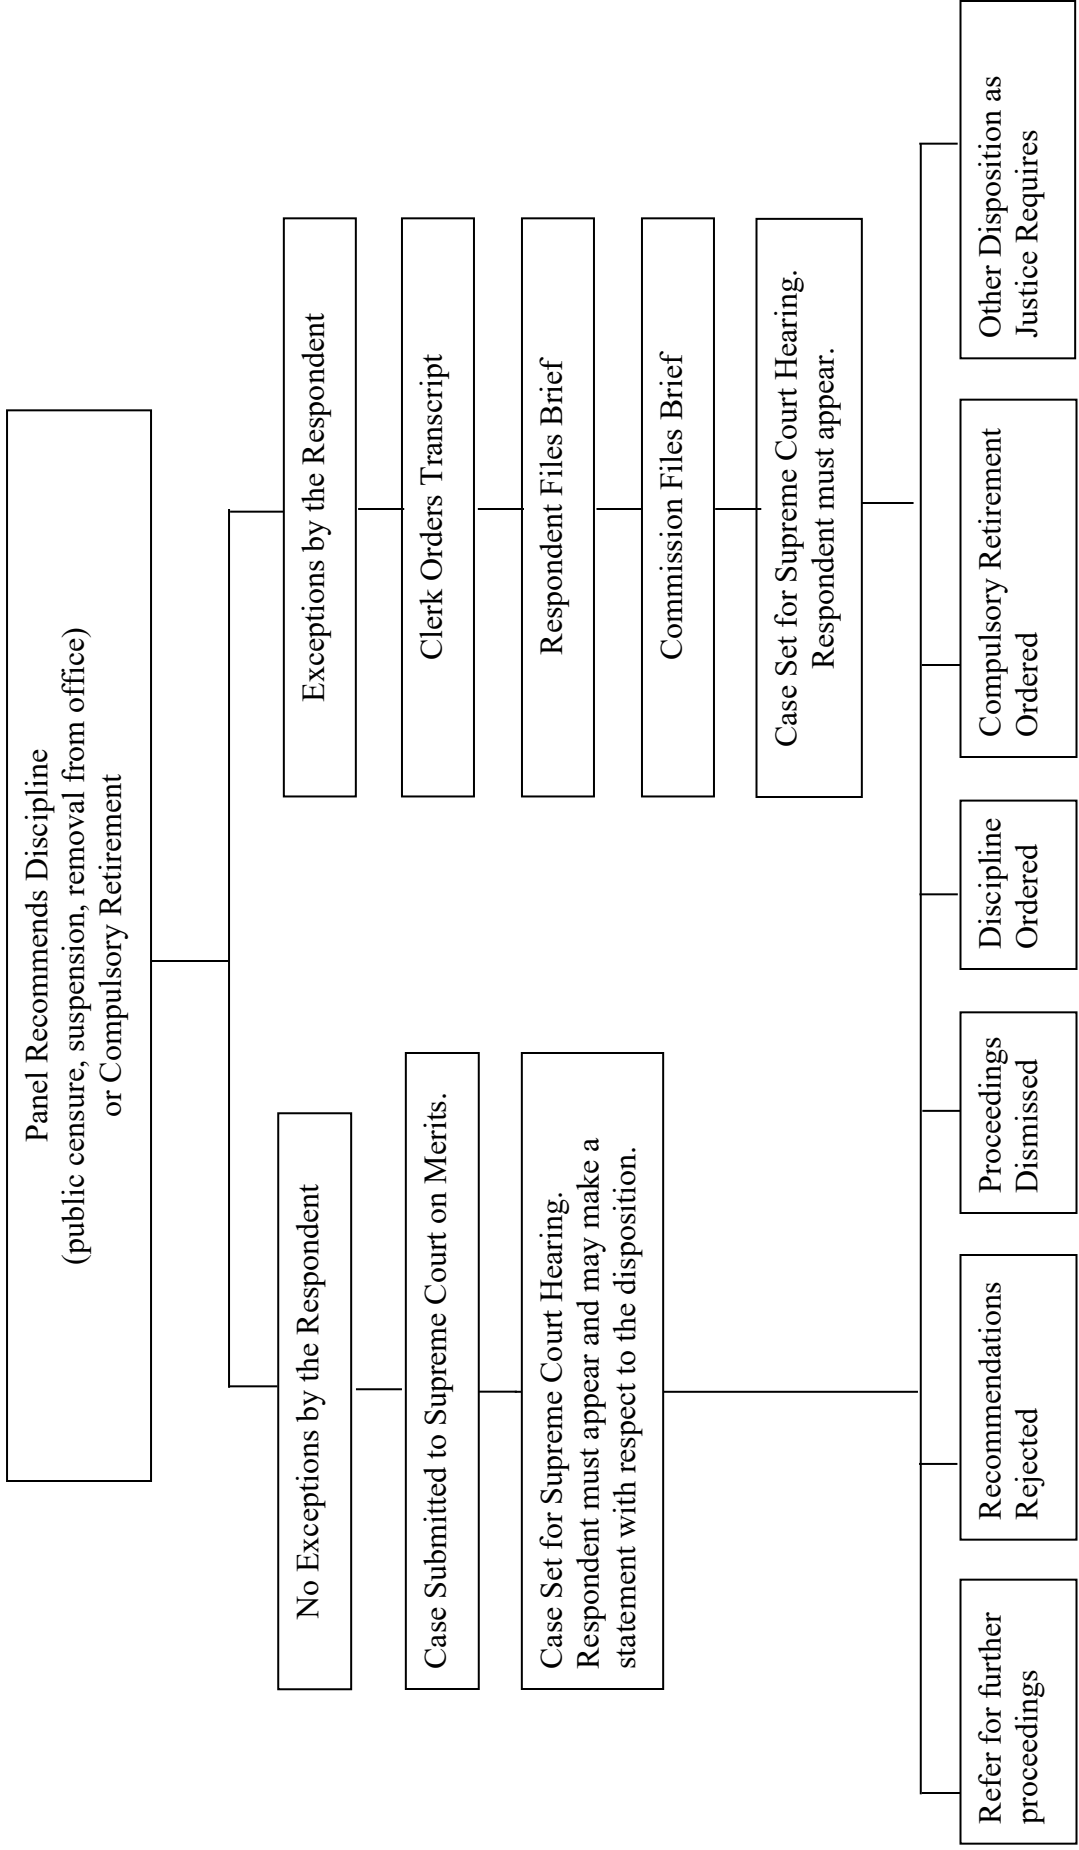 Panel Recommends Discipline
(public censure, suspension, removal from office)
or Compulsory Retirement
No Exceptions by the Respondent
Case Submitted to Supreme Court on Merits.
Case Set for Supreme Court Hearing.
Respondent must appear and may make a
statement with respect to the disposition.
Exceptions by the Respondent
Clerk Orders Transcript
Respondent Files Brief
Commission Files Brief
Case Set for Supreme Court Hearing.
Respondent must appear.
Refer for further
proceedings
Recommendations
Rejected
Proceedings
Dismissed
Discipline
Ordered
Compulsory Retirement
Ordered
Other Disposition as
Justice Requires